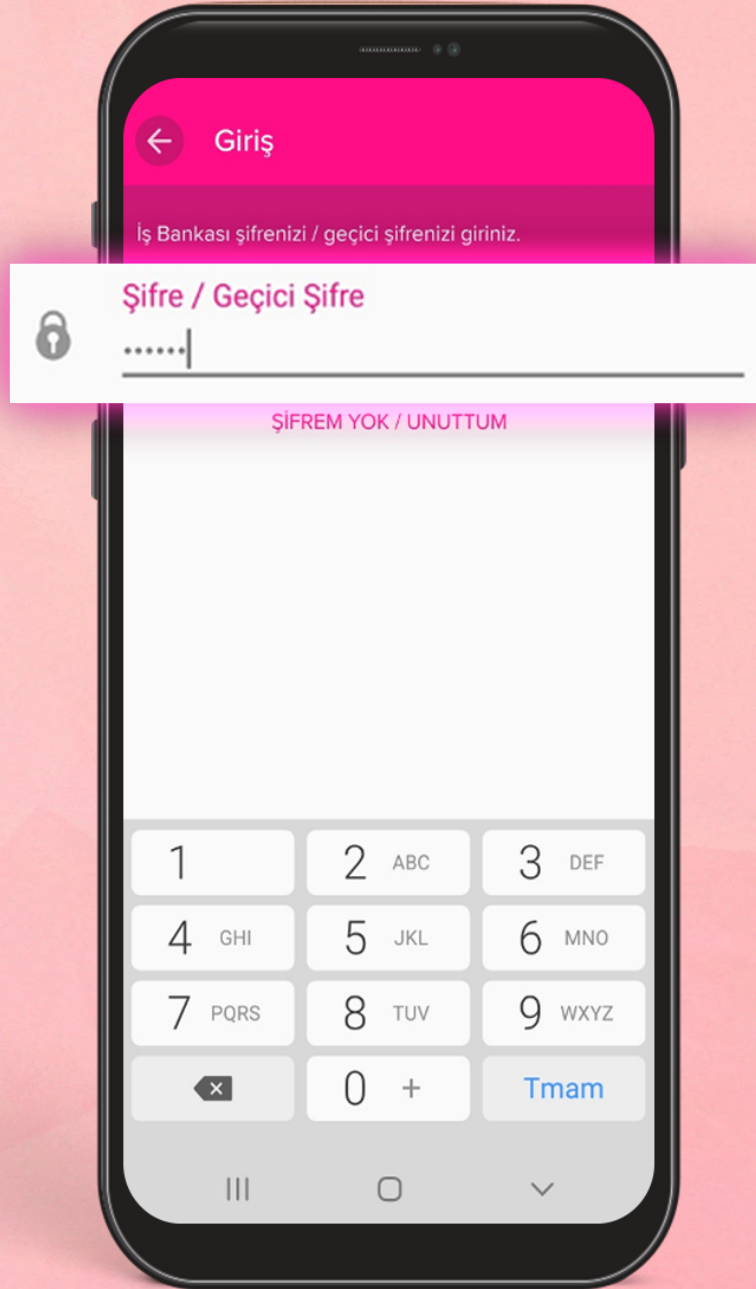 Giriş
İş Bankası şifrenizi / geçici şifrenizi giriniz.
Şifre / Geçici Şifre
••••••
ŞİFREM YOK / UNUTTUM
1 2 ABC 3 DEF
4 GHI 5 JKL 6 MNO
7 PQRS 8 TUV 9 WXYZ
0 + Tmam